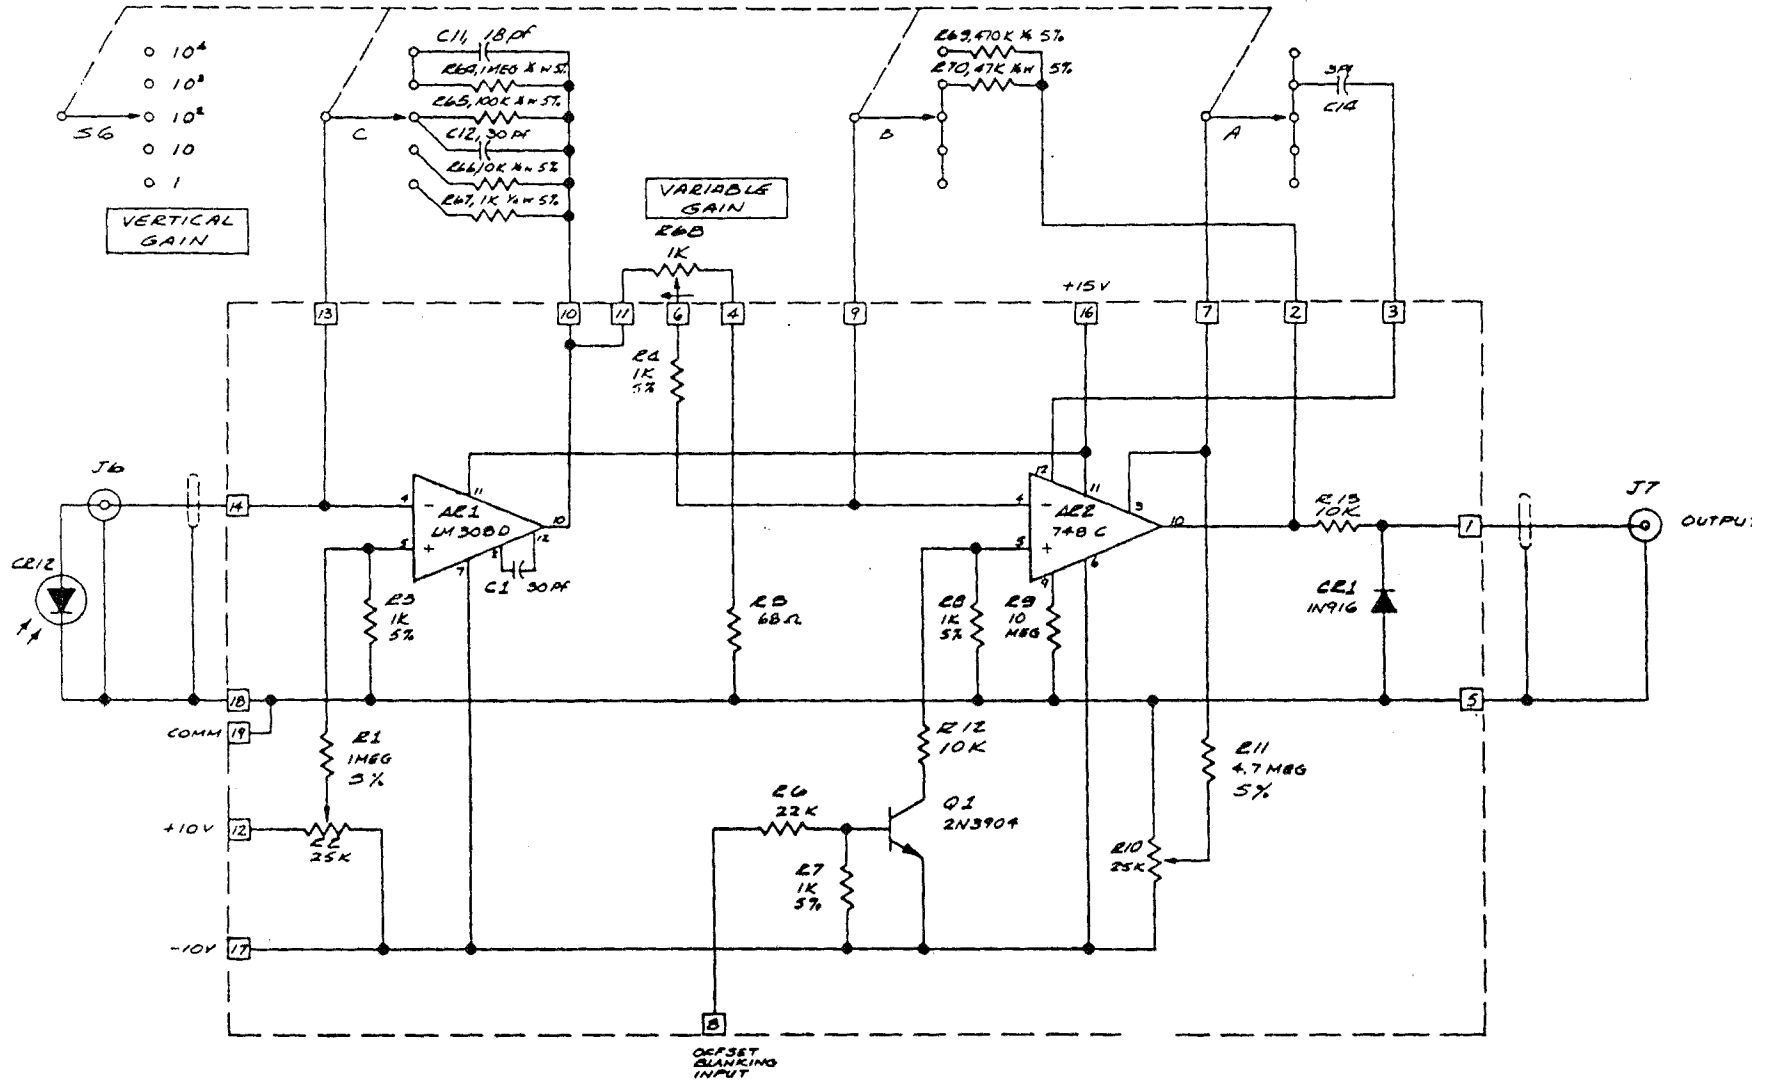 10⁴
10³
10²
10
1
S6
VERTICAL
GAIN
C11, 18pf
R64, 1MEG ¼W 5%
R65, 100K ¼W 5%
C12, 30pf
R66, 10K ¼W 5%
R67, 1K ¼W 5%
C
VARIABLE
GAIN
R68
1K
R69, 470K ¼ 5%
R70, 47K ¼W 5%
B
A
3pf
C14
+15V
13
10
11
6
4
9
16
7
2
3
R4
1K
5%
J6
14
4
-
11
AR1
LM308D
10
5
+
7
2
12
C1
30pf
CR12
R3
1K
5%
R5
68Ω
12
11
4
-
AR2
748C
3
10
5
+
9
6
R8
1K
5%
R9
10
MEG
R13
10K
CR1
1N916
1
J7
OUTPUT
18
COMM
19
5
R1
1MEG
5%
R12
10K
R11
4.7 MEG
5%
+10V
12
R2
25K
R6
22K
Q1
2N3904
R7
1K
5%
R10
25K
-10V
17
8
OFFSET
BLANKING
INPUT